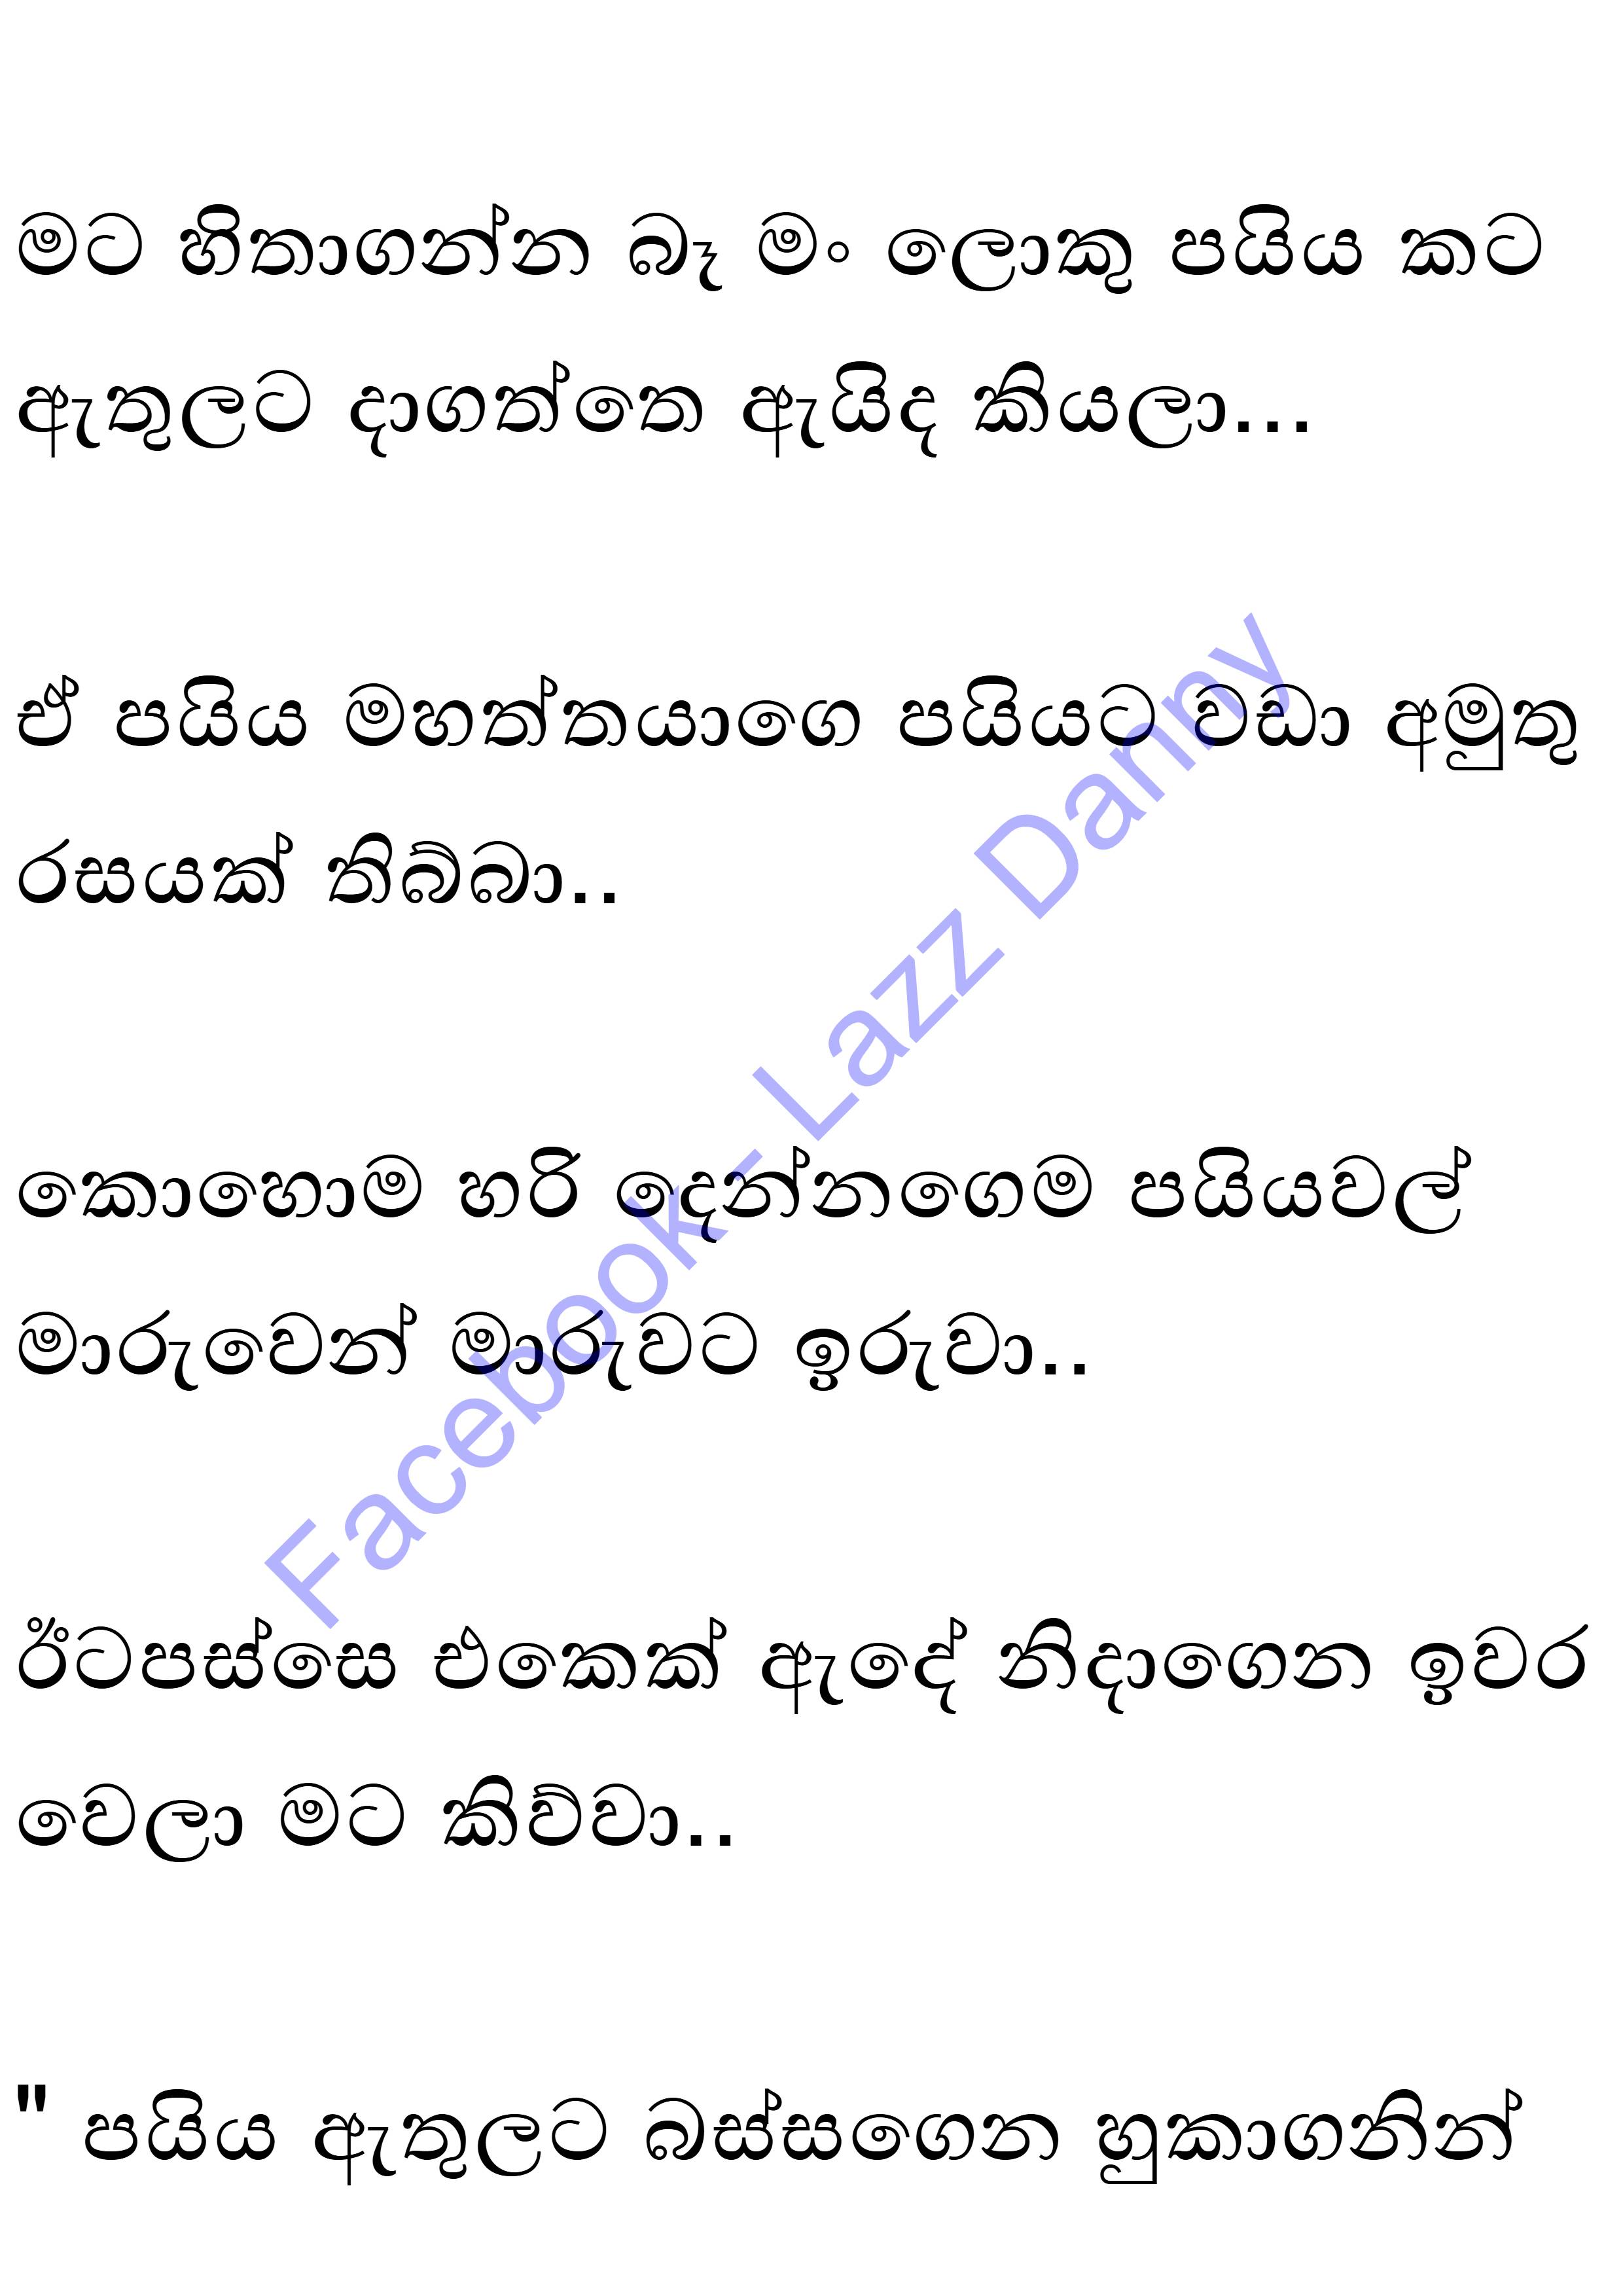 මට හිතාගන්න බෑ මං ලොකු පයිය කට
ඇතුලට දාගත්තෙ ඇයිද කියලා...
ඒ පයිය මහත්තයාගෙ පයියට වඩා අමුතු
රසයක් තිබ්බා..
කොහොම හරි දෙන්නගෙම පයියවල්
මාරුවෙන් මාරුවට ඉරුවා..
ඊටපස්සෙ එකෙක් ඇදේ නිදාගෙන ඉවර
වෙලා මට කිව්වා..
" පයිය ඇතුලට බස්සගෙන හුකාගනින්
Facebook - Lazz Danny